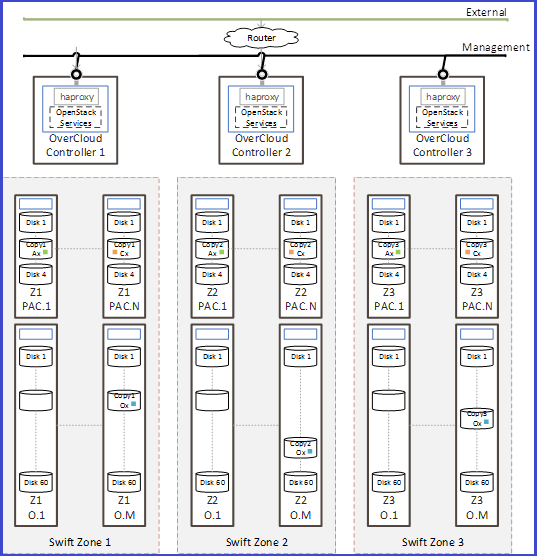 External
Router
Management
haproxy
OpenStack
Services
OverCloud
Controller 1
haproxy
OpenStack
Services
OverCloud
Controller 2
haproxy
OpenStack
Services
OverCloud
Controller 3
Disk 1
Copy1
Ax
Disk 4
Z1
PAC.1
Disk 1
Copy1
Cx
Disk 4
Z1
PAC.N
Disk 1
Copy2
Ax
Disk 4
Z2
PAC.1
Disk 1
Copy2
Cx
Disk 4
Z2
PAC.N
Disk 1
Copy3
Ax
Disk 4
Z3
PAC.1
Disk 1
Copy3
Cx
Disk 4
Z3
PAC.N
Disk 1
Disk 60
Z1
O.1
Disk 1
Copy1
Ox
Disk 60
Z1
O.M
Disk 1
Disk 60
Z2
O.1
Disk 1
Copy2
Ox
Disk 60
Z2
O.M
Disk 1
Disk 60
Z3
O.1
Disk 1
Copy3
Ox
Disk 60
Z3
O.M
Swift Zone 1
Swift Zone 2
Swift Zone 3